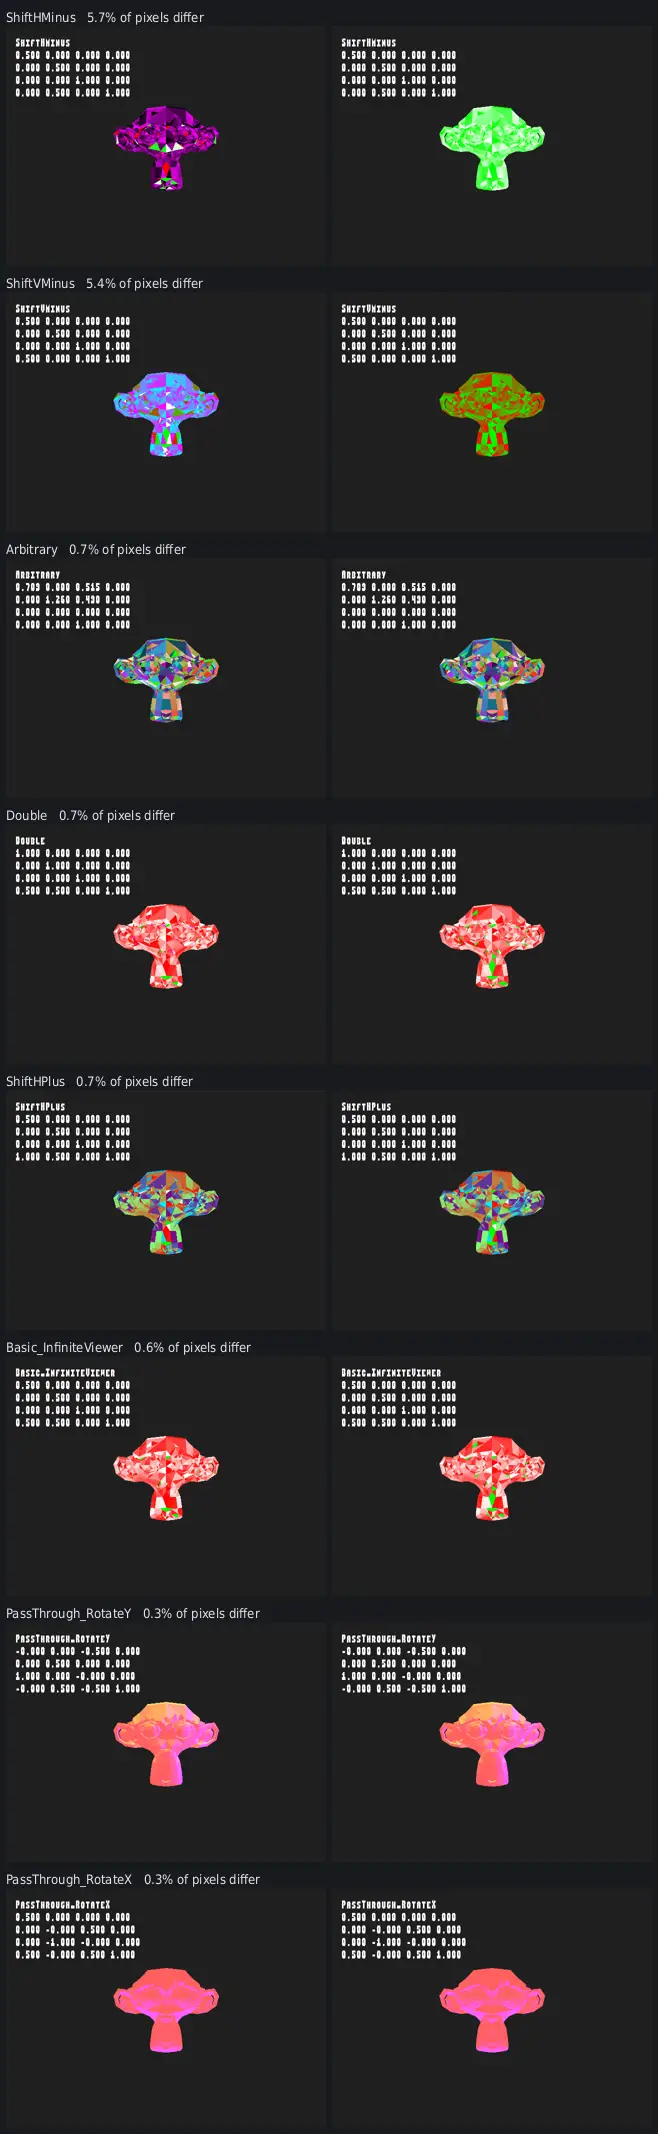 ShiftHMinus 5.7% of pixels differ
ShiftHMinus ShiftHMinus
0.500 0.000 0.000 0.000 0.500 0.000 0.000 0.000
0.000 0.500 0.000 0.000 0.000 0.500 0.000 0.000
0.000 0.000 1.000 0.000 0.000 0.000 1.000 0.000
0.000 0.500 0.000 1.000 0.000 0.500 0.000 1.000
ShiftVMinus 5.4% of pixels differ
ShiftVMinus ShiftVMinus
0.500 0.000 0.000 0.000 0.500 0.000 0.000 0.000
0.000 0.500 0.000 0.000 0.000 0.500 0.000 0.000
0.000 0.000 1.000 0.000 0.000 0.000 1.000 0.000
0.500 0.000 0.000 1.000 0.500 0.000 0.000 1.000
Arbitrary 0.7% of pixels differ
Arbitrary Arbitrary
0.703 0.000 0.515 0.000 0.703 0.000 0.515 0.000
0.000 1.260 0.430 0.000 0.000 1.260 0.430 0.000
0.000 0.000 0.000 0.000 0.000 0.000 0.000 0.000
0.000 0.000 1.000 0.000 0.000 0.000 1.000 0.000
Double 0.7% of pixels differ
Double Double
1.000 0.000 0.000 0.000 1.000 0.000 0.000 0.000
0.000 1.000 0.000 0.000 0.000 1.000 0.000 0.000
0.000 0.000 1.000 0.000 0.000 0.000 1.000 0.000
0.500 0.500 0.000 1.000 0.500 0.500 0.000 1.000
ShiftHPlus 0.7% of pixels differ
ShiftHPlus ShiftHPlus
0.500 0.000 0.000 0.000 0.500 0.000 0.000 0.000
0.000 0.500 0.000 0.000 0.000 0.500 0.000 0.000
0.000 0.000 1.000 0.000 0.000 0.000 1.000 0.000
1.000 0.500 0.000 1.000 1.000 0.500 0.000 1.000
Basic_InfiniteViewer 0.6% of pixels differ
Basic_InfiniteViewer Basic_InfiniteViewer
0.500 0.000 0.000 0.000 0.500 0.000 0.000 0.000
0.000 0.500 0.000 0.000 0.000 0.500 0.000 0.000
0.000 0.000 1.000 0.000 0.000 0.000 1.000 0.000
0.500 0.500 0.000 1.000 0.500 0.500 0.000 1.000
PassThrough_RotateY 0.3% of pixels differ
PassThrough_RotateY PassThrough_RotateY
-0.000 0.000 -0.500 0.000 -0.000 0.000 -0.500 0.000
0.000 0.500 0.000 0.000 0.000 0.500 0.000 0.000
1.000 0.000 -0.000 0.000 1.000 0.000 -0.000 0.000
-0.000 0.500 -0.500 1.000 -0.000 0.500 -0.500 1.000
PassThrough_RotateX 0.3% of pixels differ
PassThrough_RotateX PassThrough_RotateX
0.500 0.000 0.000 0.000 0.500 0.000 0.000 0.000
0.000 -0.000 0.500 0.000 0.000 -0.000 0.500 0.000
0.000 -1.000 -0.000 0.000 0.000 -1.000 -0.000 0.000
0.500 -0.000 0.500 1.000 0.500 -0.000 0.500 1.000